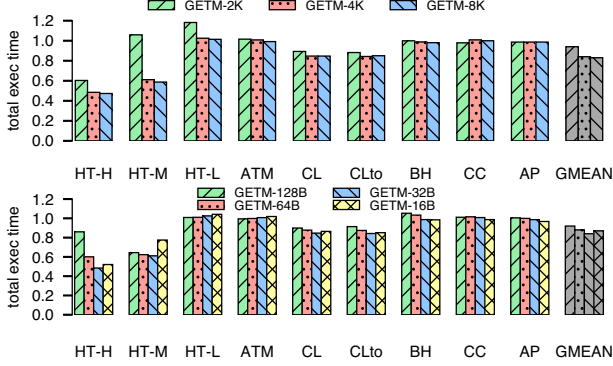 GETM-2K GETM-4K GETM-8K
total exec time
1.2
1.0
0.8
0.6
0.4
0.2
0.0
HT-H HT-M HT-L ATM CL CLto BH CC AP GMEAN
GETM-128B GETM-32B
GETM-64B GETM-16B
total exec time
1.2
1.0
0.8
0.6
0.4
0.2
0.0
HT-H HT-M HT-L ATM CL CLto BH CC AP GMEAN